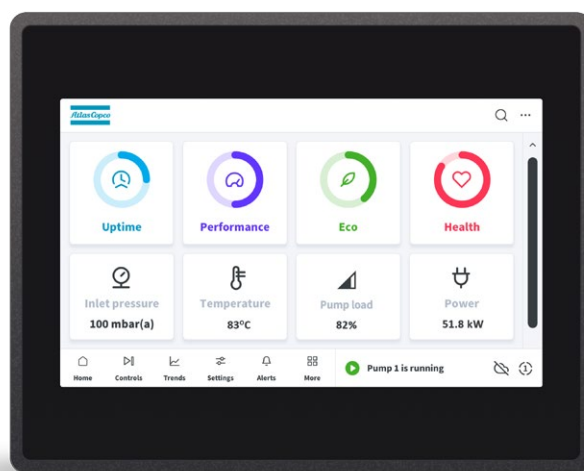 Atlas Copco
Uptime
Performance
Eco
Health
Inlet pressure
100 mbar(a)
Temperature
83°C
Pump load
82%
Power
51.8 kW
Home
Controls
Trends
Settings
Alerts
More
Pump 1 is running
1